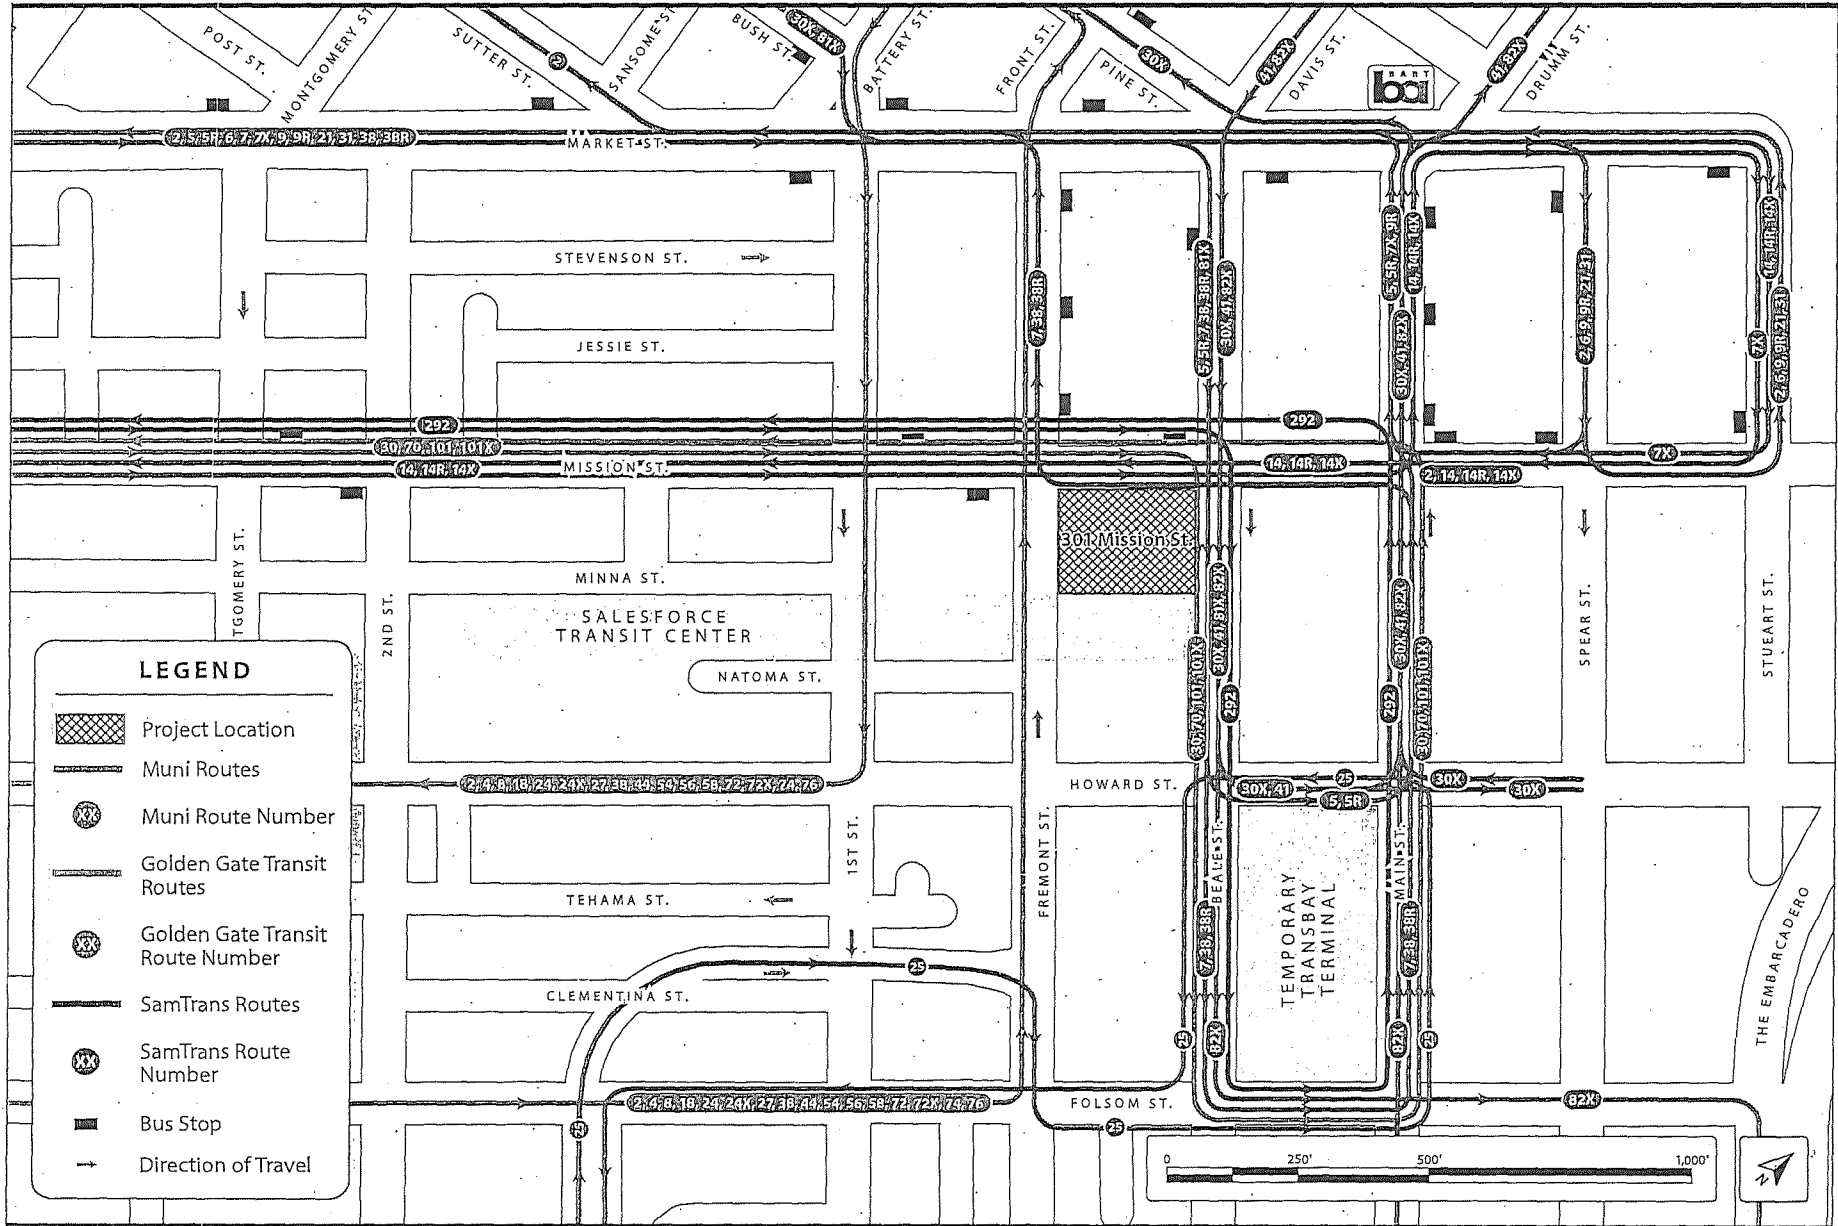 POST ST.
MONTGOMERY ST.
SUTTER ST.
2
SANSOME ST.
BUSH ST.
30X, 81X
BATTERY ST.
FRONT ST.
PINE ST.
30X
41, 82X
DAVIS ST.
BART
ba
41, 82X
DRUMM ST.
2, 5, 5R, 6, 7, 7X, 9, 9R, 21, 31, 38, 38R
MARKET ST.
STEVENSON ST.
JESSIE ST.
7, 38, 38R
5, 5R, 7, 38, 38R, 81X
30X, 41, 82X
5, 5R, 7X, 9R
14, 14R, 14X
30X, 41, 82X
2, 6, 9, 9R, 21, 31
14, 14R, 14X
7X
2, 6, 9, 9R, 21, 31
292
292
30, 70, 101, 101X
14, 14R, 14X
MISSION ST.
14, 14R, 14X
2, 14, 14R, 14X
7X
301 Mission St.
MINNA ST.
SALESFORCE
TRANSIT CENTER
NATOMA ST.
TGOMERY ST.
2ND ST.
30X, 41, 81X, 82X
30, 70, 101, 101X
292
30X, 41, 82X
292
30, 70, 101, 101X
SPEAR ST.
STUEART ST.
2, 4, 8, 18, 24, 24X, 27, 38, 44, 54, 56, 58, 72, 72X, 74, 76
HOWARD ST.
25
30X, 41
5, 5R
30X
30X
1ST ST.
FREMONT ST.
BEALE ST.
MAIN ST.
TEHAMA ST.
TEMPORARY
TRANSBAY
TERMINAL
7, 38, 38R
7, 38, 38R
THE EMBARCADERO
25
CLEMENTINA ST.
25
82X
82X
25
2, 4, 8, 18, 24, 24X, 27, 38, 44, 54, 56, 58, 72, 72X, 74, 76
FOLSOM ST.
82X
25
25
LEGEND
Project Location
Muni Routes
XX
Muni Route Number
Golden Gate Transit
Routes
XX
Golden Gate Transit
Route Number
SamTrans Routes
XX
SamTrans Route
Number
Bus Stop
Direction of Travel
0
250'
500'
1,000'
N